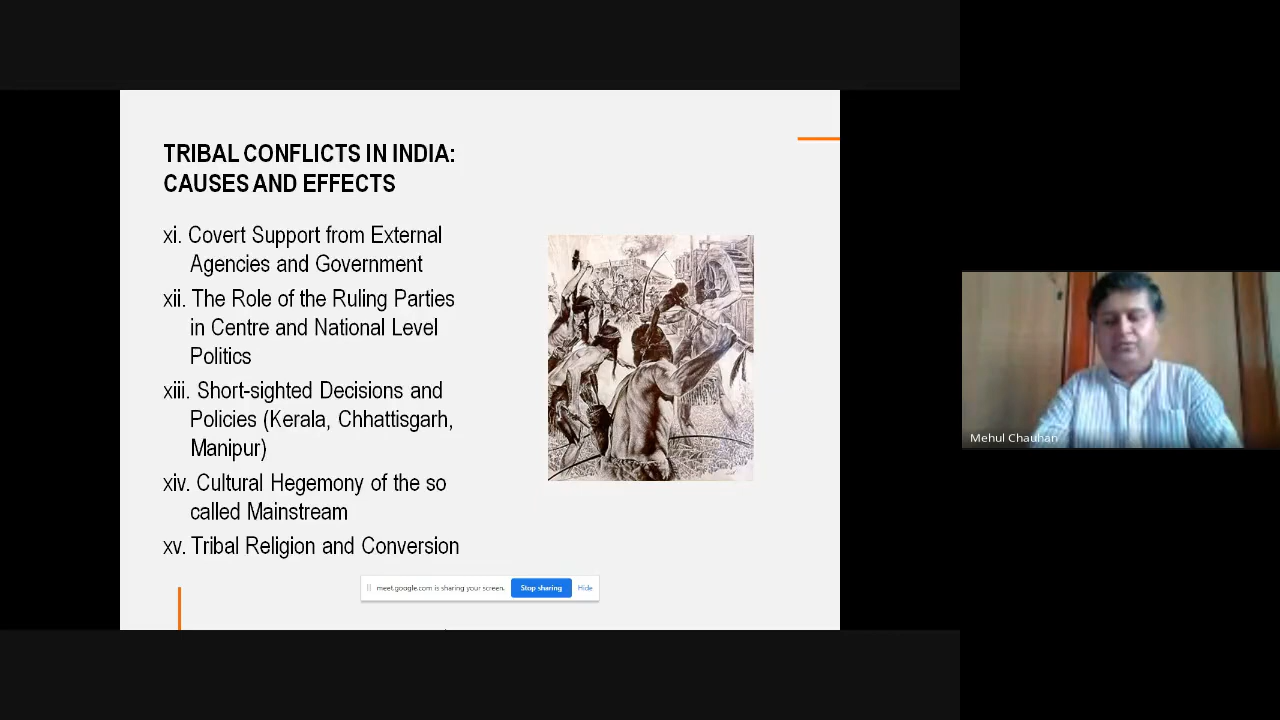 TRIBAL CONFLICTS IN INDIA:
CAUSES AND EFFECTS
xi. Covert Support from External
Agencies and Government
xii. The Role of the Ruling Parties
in Centre and National Level
Politics
xiii. Short-sighted Decisions and
Policies (Kerala, Chhattisgarh,
Manipur)
xiv. Cultural Hegemony of the so
called Mainstream
xv. Tribal Religion and Conversion
meet.google.com is sharing your screen. Stop sharing Hide
Mehul Chauhan